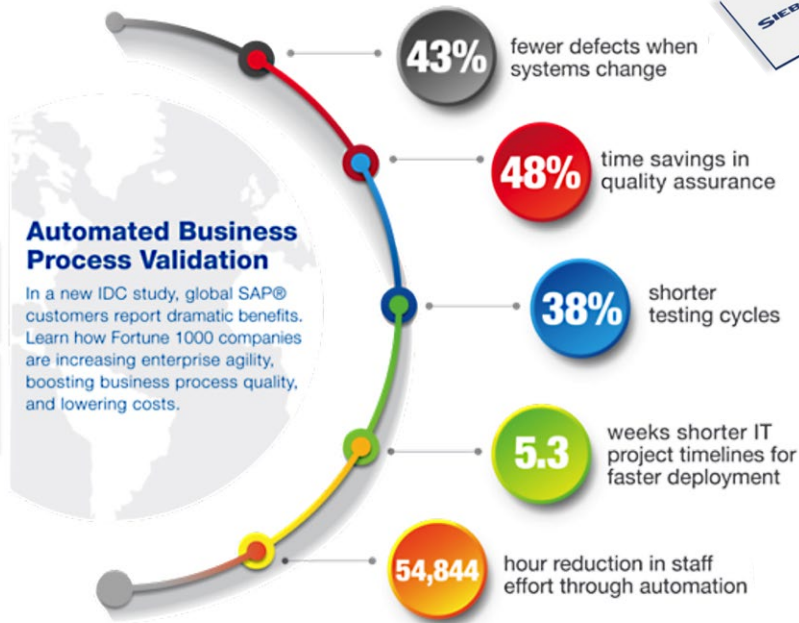 43%
fewer defects when
systems change
48%
time savings in
quality assurance
Automated Business
Process Validation
In a new IDC study, global SAP®
customers report dramatic benefits.
Learn how Fortune 1000 companies
are increasing enterprise agility,
boosting business process quality,
and lowering costs.
38%
shorter
testing cycles
5.3
weeks shorter IT
project timelines for
faster deployment
54,844
hour reduction in staff
effort through automation